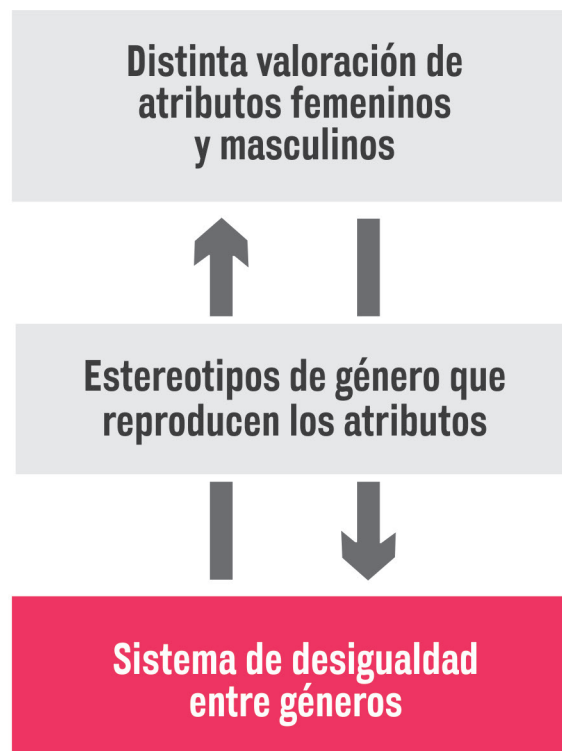 Distinta valoración de
atributos femeninos
y masculinos
Estereotipos de género que
reproducen los atributos
Sistema de desigualdad
entre géneros